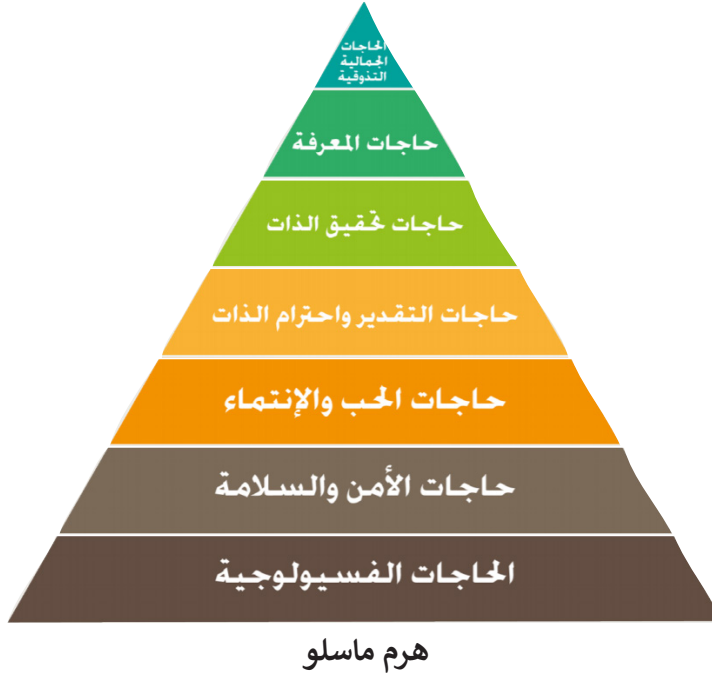 الحاجات
الجمالية
التذوقية
حاجات المعرفة
حاجات تحقيق الذات
حاجات التقدير واحترام الذات
حاجات الحب والإنتماء
حاجات الأمن والسلامة
الحاجات الفسيولوجية
هرم ماسلو